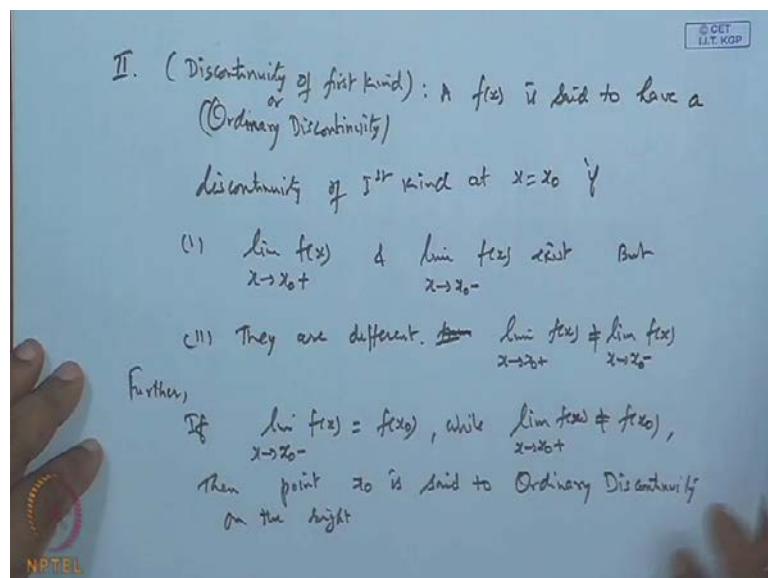 © CET
I.I.T. KGP
II. (Discontinuity of first kind) : A f(x) is said to have a
or
(Ordinary Discontinuity)
discontinuity of Ist kind at x=x0 if
(i) lim f(x) & lim f(x) exist But
x→x0+ x→x0-
(ii) They are different. lim f(x) ≠ lim f(x)
x→x0+ x→x0-
Further,
If lim f(x) = f(x0), while lim f(x) ≠ f(x0),
x→x0- x→x0+
Then point x0 is said to Ordinary Discontinuity
on the right
NPTEL